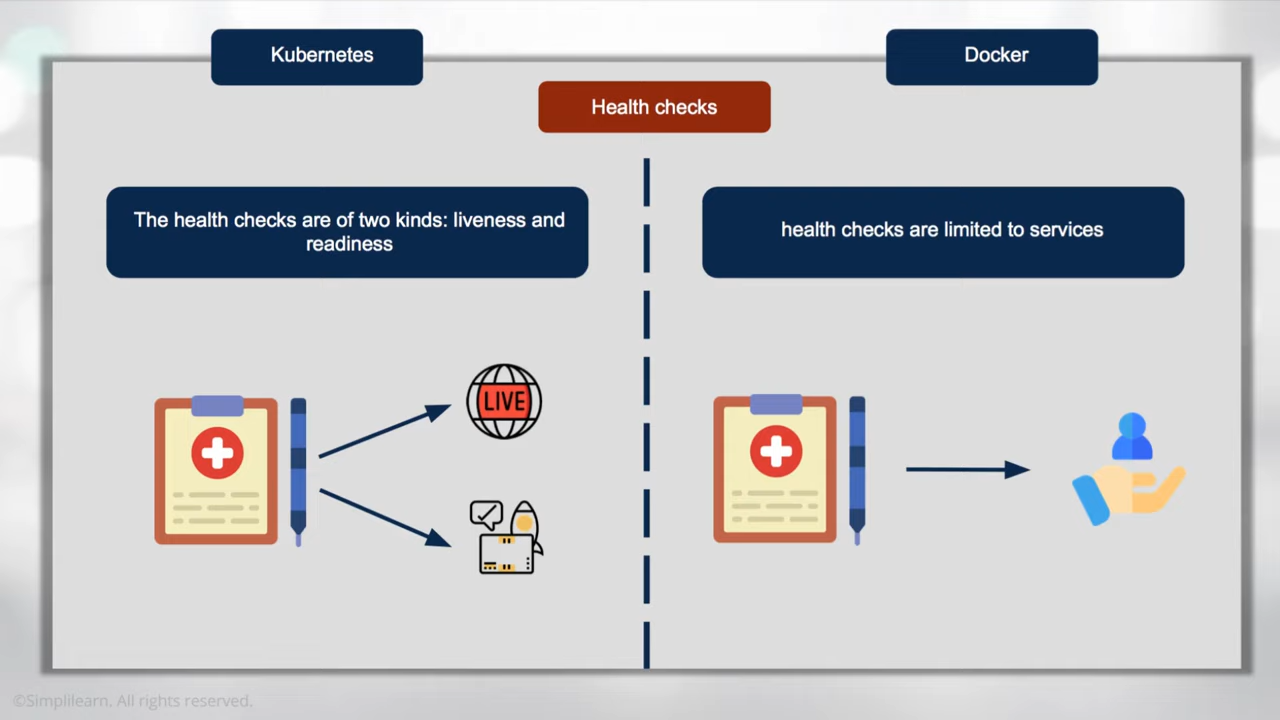 Kubernetes
Docker
Health checks
The health checks are of two kinds: liveness and
readiness
health checks are limited to services
LIVE
©Simplilearn. All rights reserved.